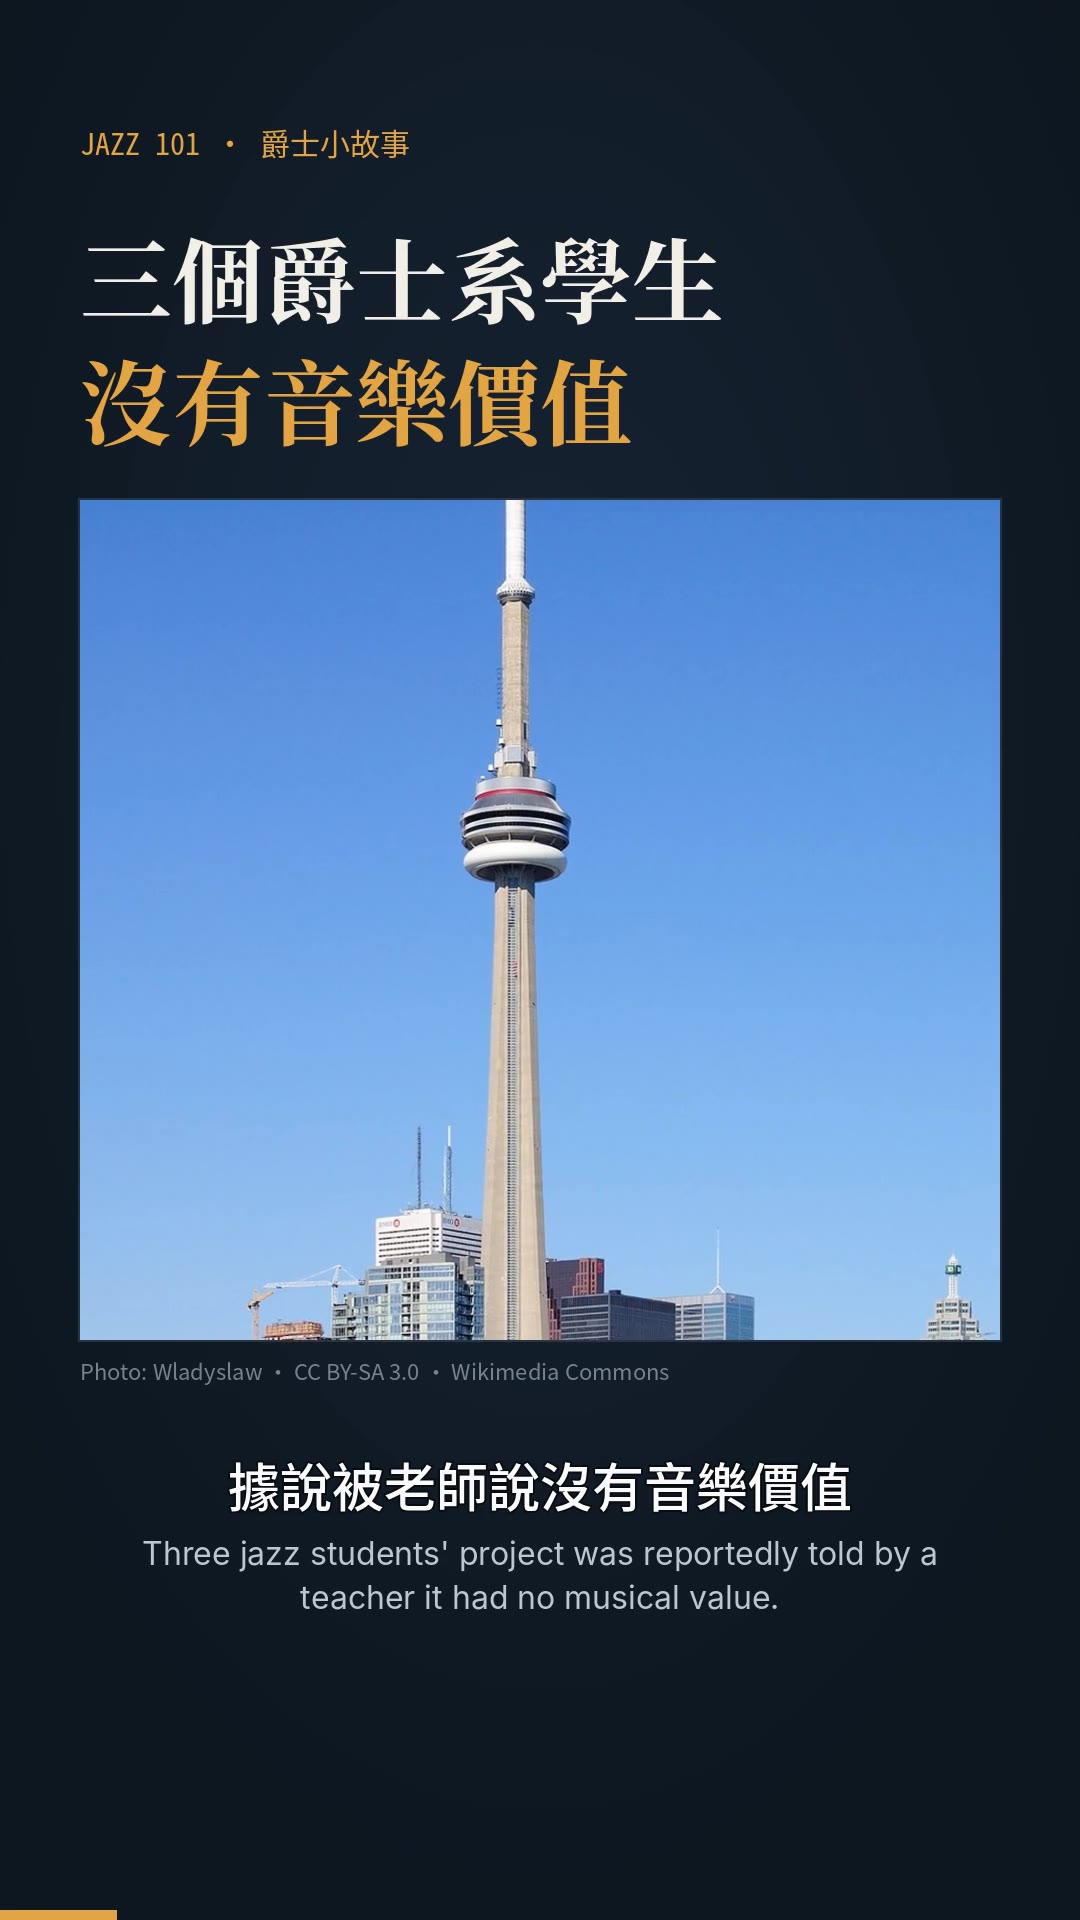 JAZZ 101 • 爵士小故事
三個爵士系學生
沒有音樂價值
Photo: Wladyslaw • CC BY-SA 3.0 • Wikimedia Commons
據說被老師說沒有音樂價值
Three jazz students' project was reportedly told by a
teacher it had no musical value.